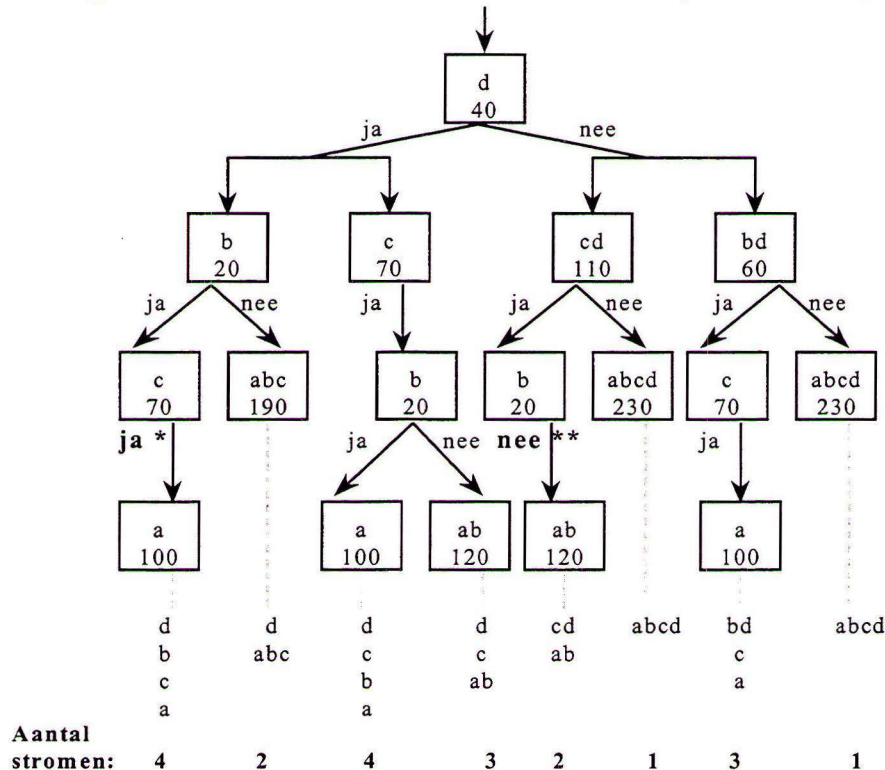 d
40
ja nee
b c cd bd
20 70 110 60
ja nee ja ja nee ja nee
c abc b b abcd c abcd
70 190 20 20 230 70 230
ja * ja nee nee ** ja
a a ab ab a
100 100 120 120 100
d d d d cd abcd bd abcd
b abc c c ab c
c b ab a
a a
Aantal
stromen: 4 2 4 3 2 1 3 1